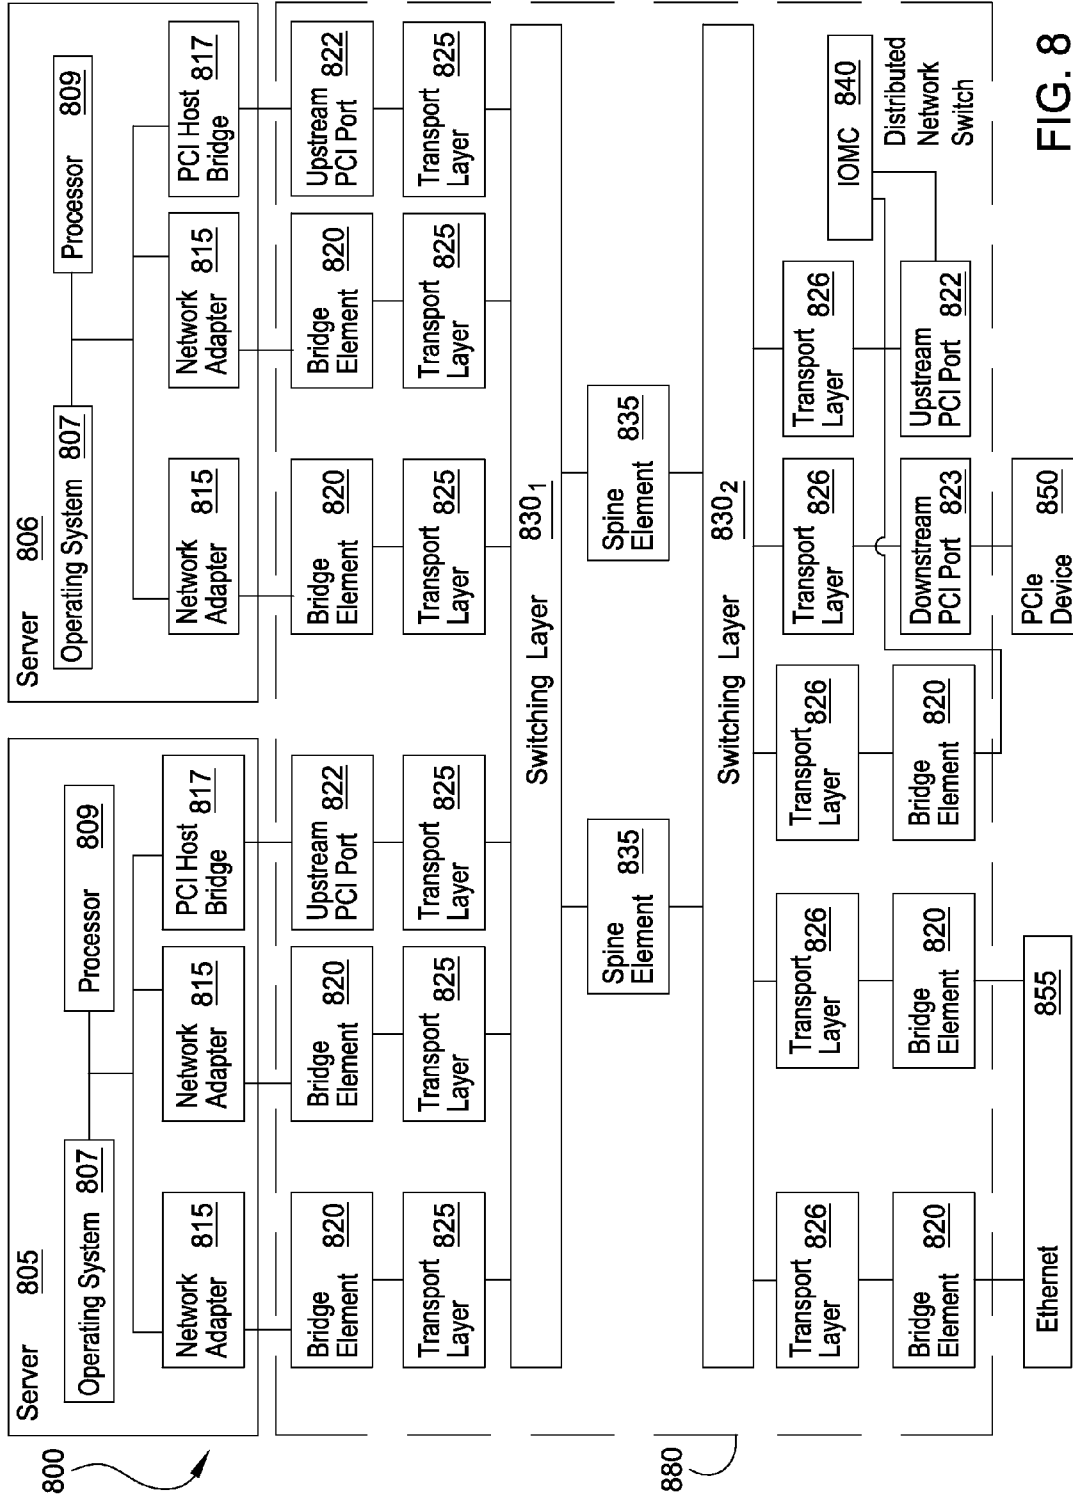 800
Server 805
Operating System 807
Processor 809
Network
Adapter 815
Network
Adapter 815
PCI Host
Bridge 817
Server 806
Operating System 807
Processor 809
Network
Adapter 815
Network
Adapter 815
PCI Host
Bridge 817
Bridge
Element 820
Bridge
Element 820
Upstream
PCI Port 822
Bridge
Element 820
Bridge
Element 820
Upstream
PCI Port 822
Transport
Layer 825
Transport
Layer 825
Transport
Layer 825
Transport
Layer 825
Transport
Layer 825
Transport
Layer 825
Switching Layer 830₁
Spine
Element 835
Spine
Element 835
880
Switching Layer 830₂
Transport
Layer 826
Transport
Layer 826
Transport
Layer 826
Transport
Layer 826
Transport
Layer 826
IOMC 840
Bridge
Element 820
Bridge
Element 820
Bridge
Element 820
Downstream
PCI Port 823
Upstream
PCI Port 822
Distributed
Network
Switch
Ethernet 855
PCIe
Device 850
FIG. 8